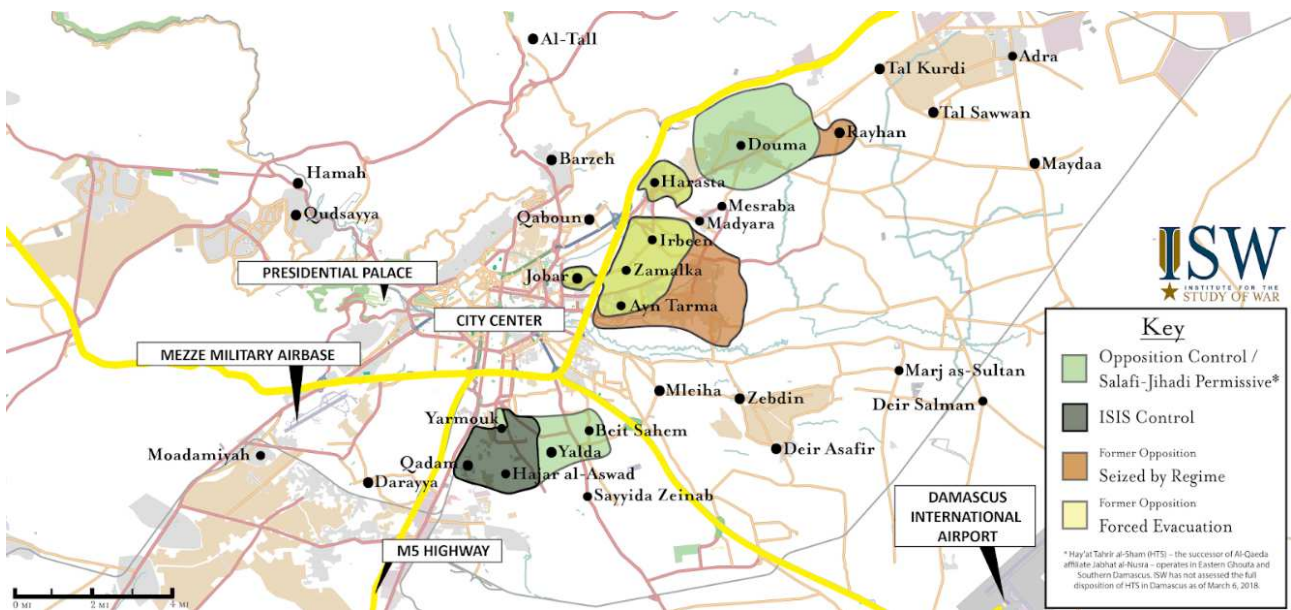 Al-Tall
Adra
Tal Kurdi
Tal Sawwan
Rayhan
Douma
Maydaa
Barzeh
Hamah
Harasta
Mesraba
Qudsayya
Qaboun
Madyara
Irbeen
PRESIDENTIAL PALACE
Jobar
Zamalka
Ayn Tarma
CITY CENTER
MEZZE MILITARY AIRBASE
Marj as-Sultan
Mleiha
Zebdin
Deir Salman
Yarmouk
Beit Sahem
Moadamiyah
Yalda
Deir Asafir
Qadam
Hajar al-Aswad
Darayya
Sayyida Zeinab
DAMASCUS
INTERNATIONAL
AIRPORT
M5 HIGHWAY
0 MI
2 MI
4 MI
ISW
INSTITUTE FOR THE
STUDY OF WAR
Key
Opposition Control /
Salafi-Jihadi Permissive*
ISIS Control
Former Opposition
Seized by Regime
Former Opposition
Forced Evacuation
* Hay'at Tahrir al-Sham (HTS) – the successor of Al-Qaeda
affiliate Jabhat al-Nusra – operates in Eastern Ghouta and
Southern Damascus. ISW has not assessed the full
disposition of HTS in Damascus as of March 6, 2018.